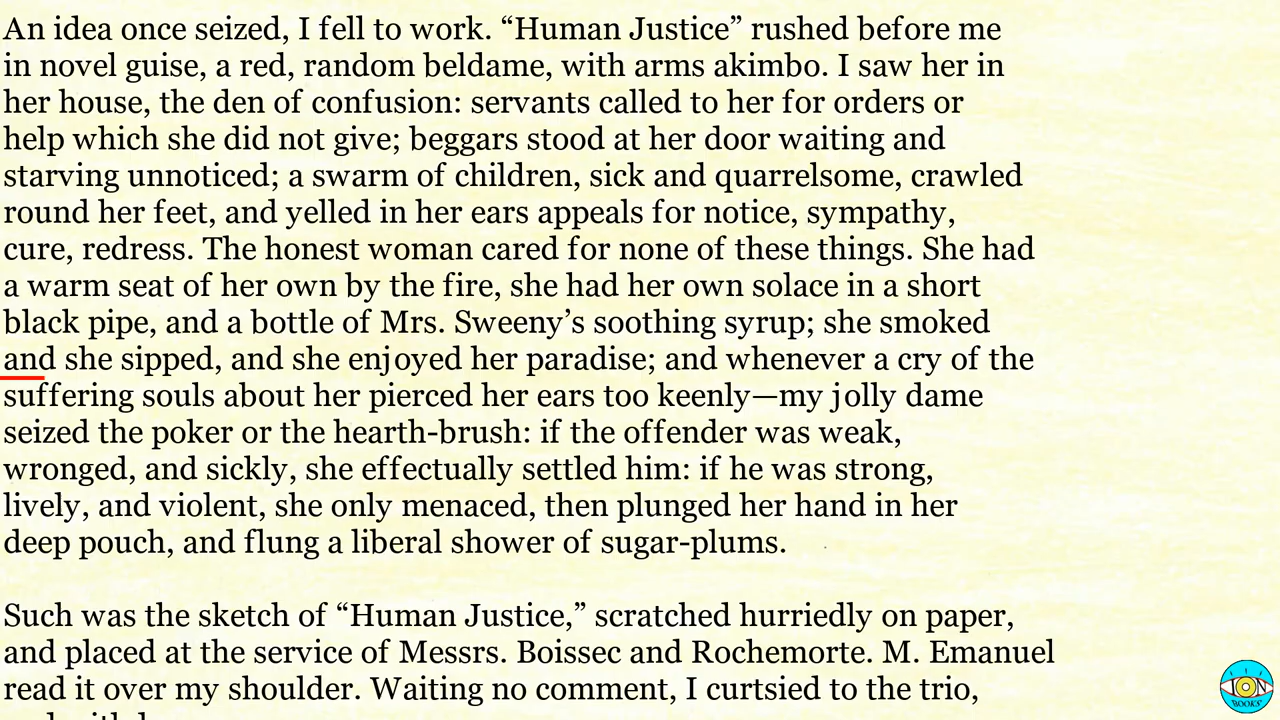 An idea once seized, I fell to work. “Human Justice” rushed before me
in novel guise, a red, random beldame, with arms akimbo. I saw her in
her house, the den of confusion: servants called to her for orders or
help which she did not give; beggars stood at her door waiting and
starving unnoticed; a swarm of children, sick and quarrelsome, crawled
round her feet, and yelled in her ears appeals for notice, sympathy,
cure, redress. The honest woman cared for none of these things. She had
a warm seat of her own by the fire, she had her own solace in a short
black pipe, and a bottle of Mrs. Sweeny’s soothing syrup; she smoked
and she sipped, and she enjoyed her paradise; and whenever a cry of the
suffering souls about her pierced her ears too keenly—my jolly dame
seized the poker or the hearth-brush: if the offender was weak,
wronged, and sickly, she effectually settled him: if he was strong,
lively, and violent, she only menaced, then plunged her hand in her
deep pouch, and flung a liberal shower of sugar-plums.
Such was the sketch of “Human Justice,” scratched hurriedly on paper,
and placed at the service of Messrs. Boissec and Rochemorte. M. Emanuel
read it over my shoulder. Waiting no comment, I curtsied to the trio,
ION
BOOKS